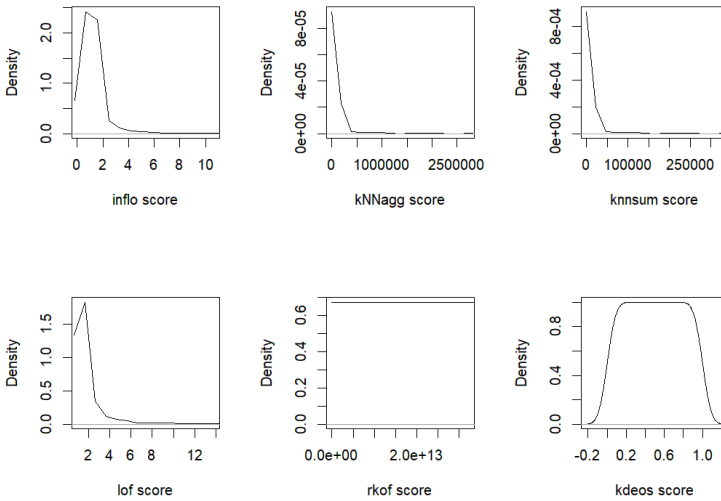 Density
0.0 1.0 2.0
0 2 4 6 8 10
inflo score
Density
0e+00 4e-05 8e-05
0 1000000 2500000
kNNagg score
Density
0e+00 4e-04 8e-04
0 100000 250000
knnsum score
Density
0.0 0.5 1.0 1.5
2 4 6 8 12
lof score
Density
0.0 0.2 0.4 0.6
0.0e+00 2.0e+13
rkof score
Density
0.0 0.4 0.8
-0.2 0.2 0.6 1.0
kdeos score